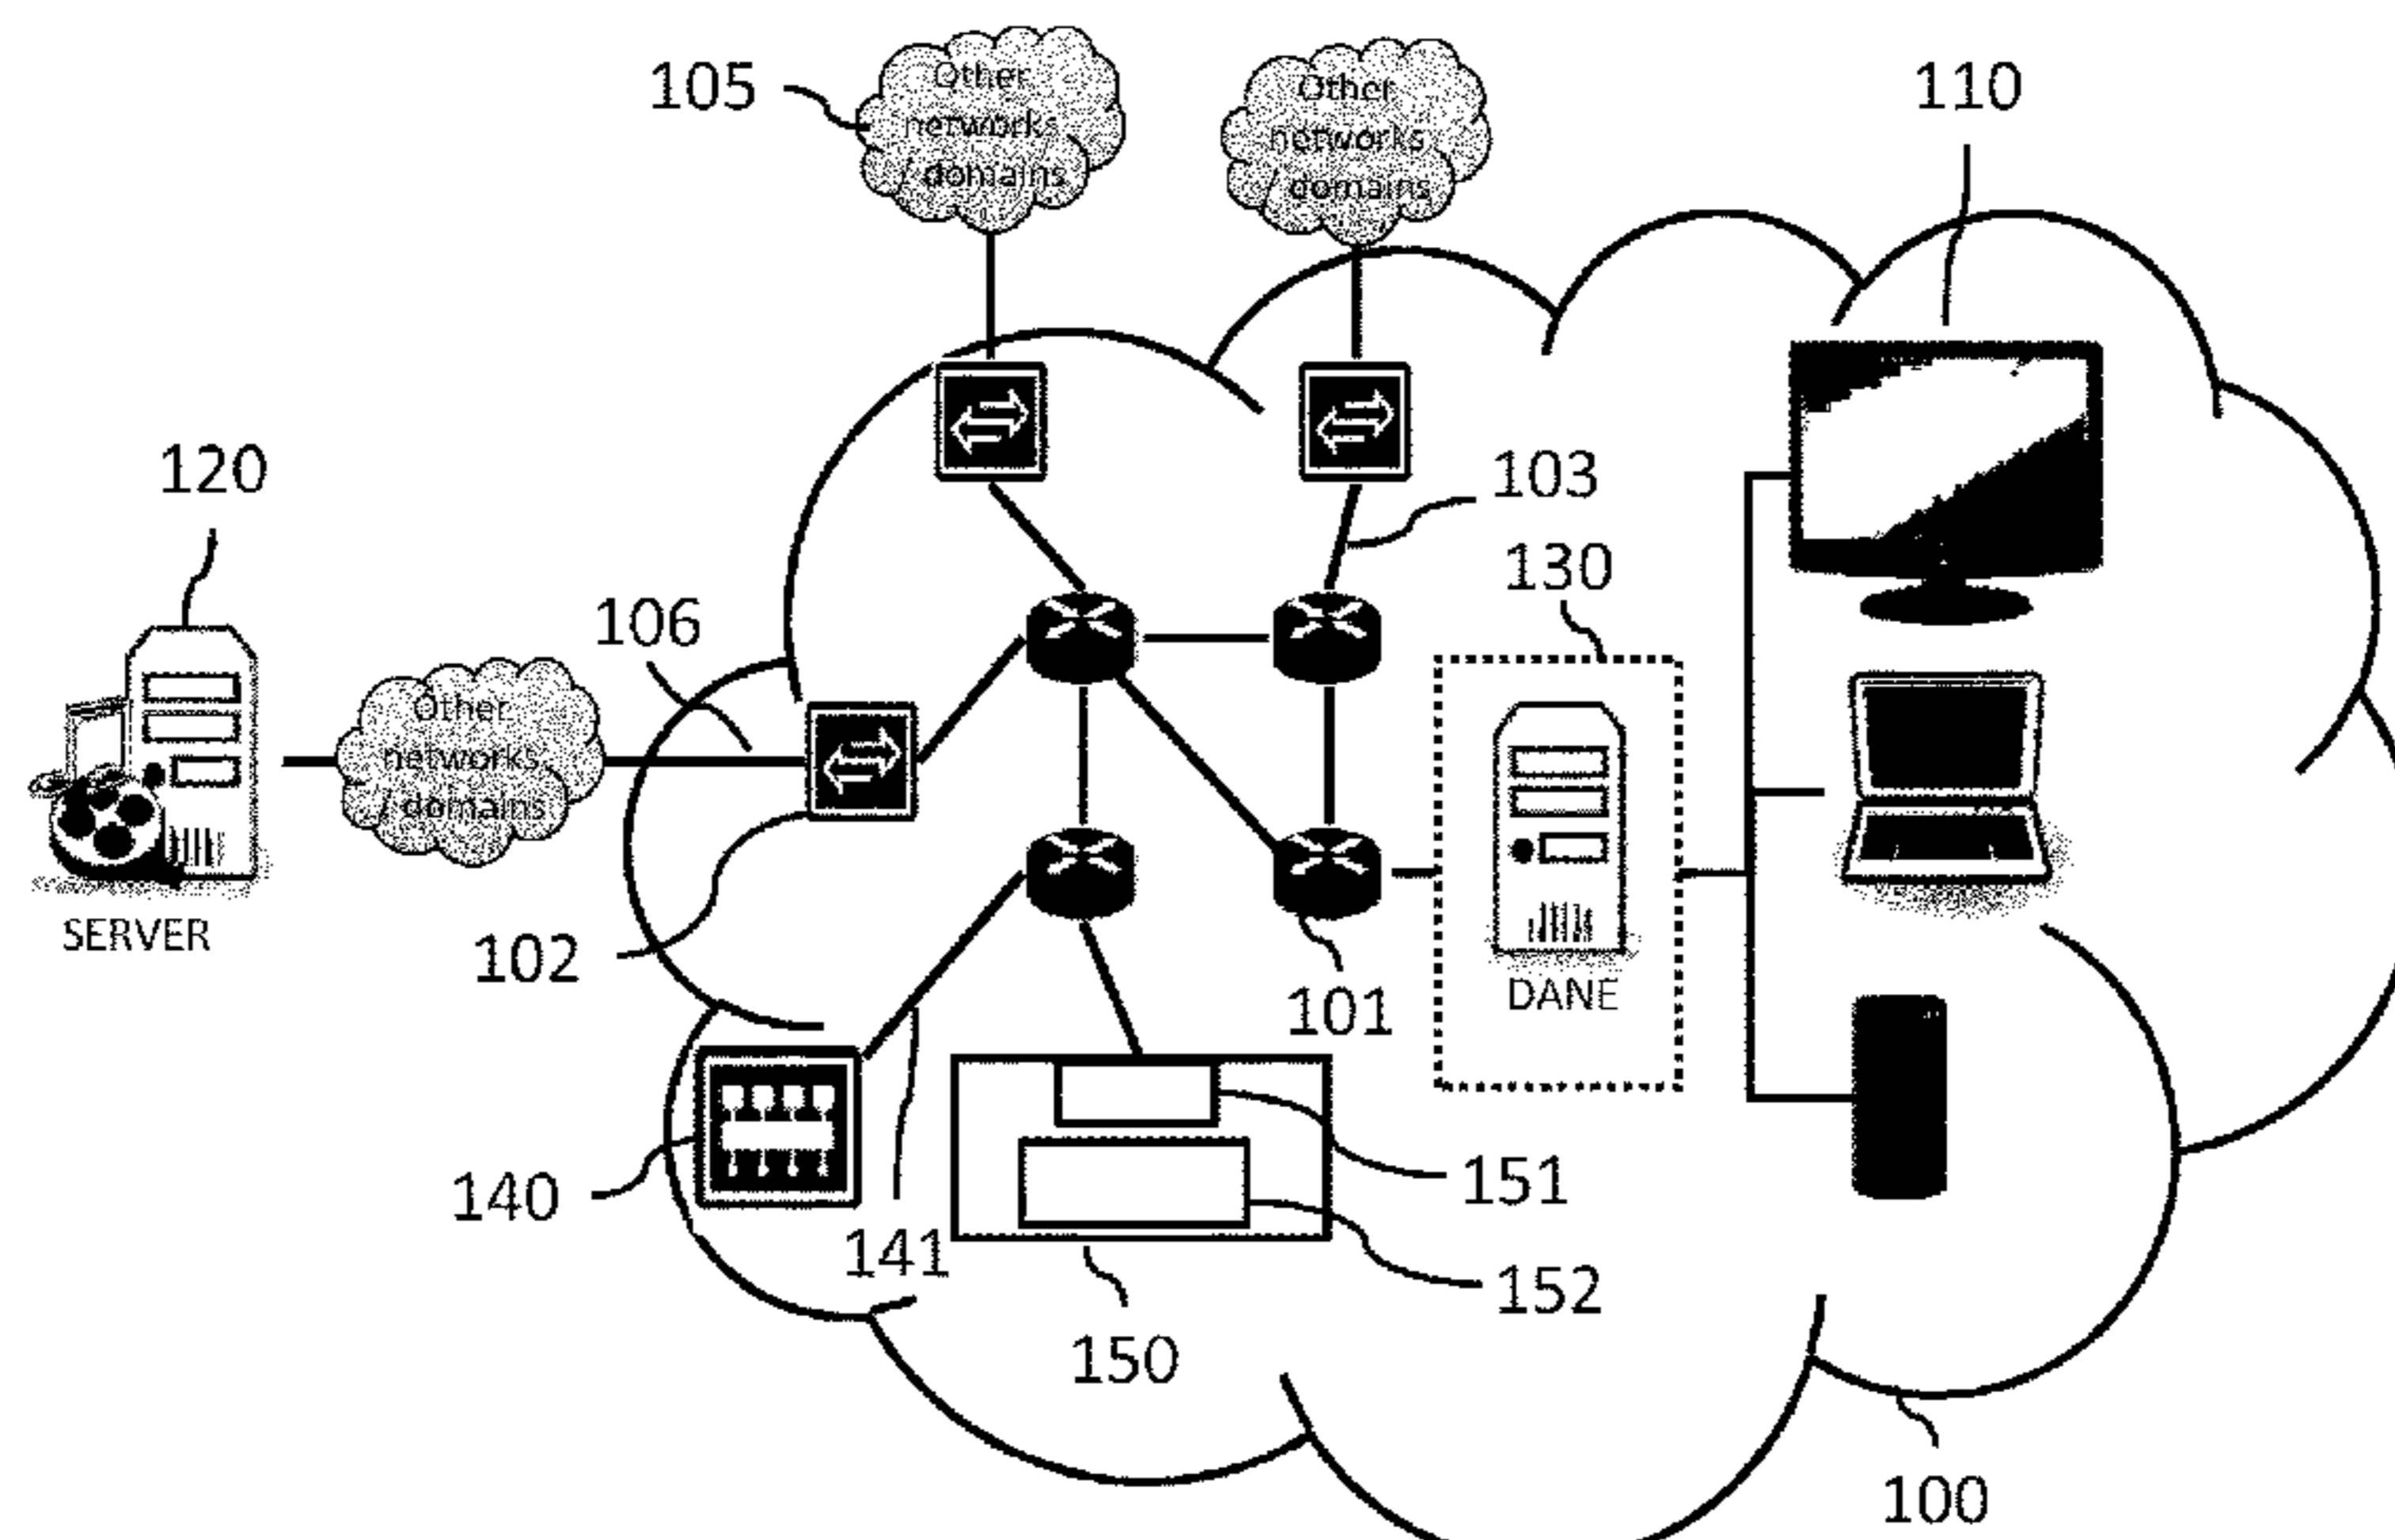 105
Other
networks
/ domains
Other
networks
/ domains
110
120
103
130
106
Other
networks
/ domains
SERVER
102
101
DANE
140
141
151
152
150
100